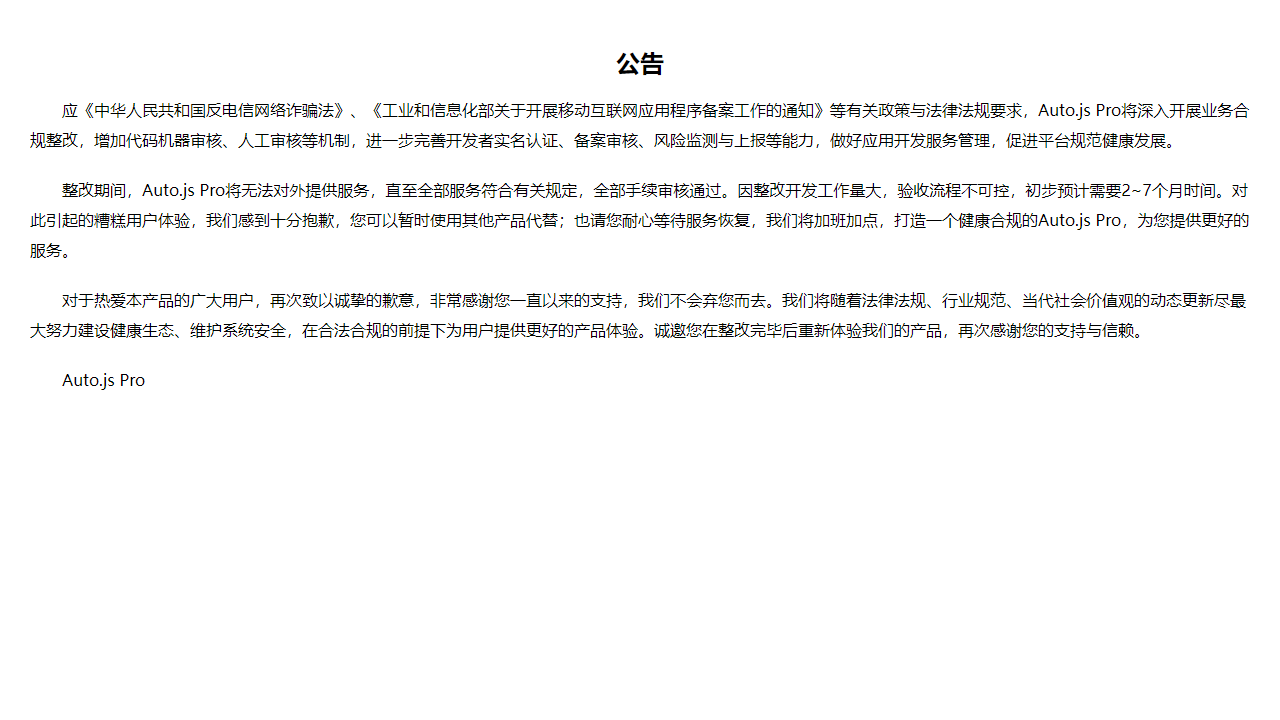 公告
应《中华人民共和国反电信网络诈骗法》、《工业和信息化部关于开展移动互联网应用程序备案工作的通知》等有关政策与法律法规要求，Auto.js Pro将深入开展业务合
规整改，增加代码机器审核、人工审核等机制，进一步完善开发者实名认证、备案审核、风险监测与上报等能力，做好应用开发服务管理，促进平台规范健康发展。
整改期间，Auto.js Pro将无法对外提供服务，直至全部服务符合有关规定，全部手续审核通过。因整改开发工作量大，验收流程不可控，初步预计需要2~7个月时间。对
此引起的糟糕用户体验，我们感到十分抱歉，您可以暂时使用其他产品代替；也请您耐心等待服务恢复，我们将加班加点，打造一个健康合规的Auto.js Pro，为您提供更好的
服务。
对于热爱本产品的广大用户，再次致以诚挚的歉意，非常感谢您一直以来的支持，我们不会弃您而去。我们将随着法律法规、行业规范、当代社会价值观的动态更新尽最
大努力建设健康生态、维护系统安全，在合法合规的前提下为用户提供更好的产品体验。诚邀您在整改完毕后重新体验我们的产品，再次感谢您的支持与信赖。
Auto.js Pro